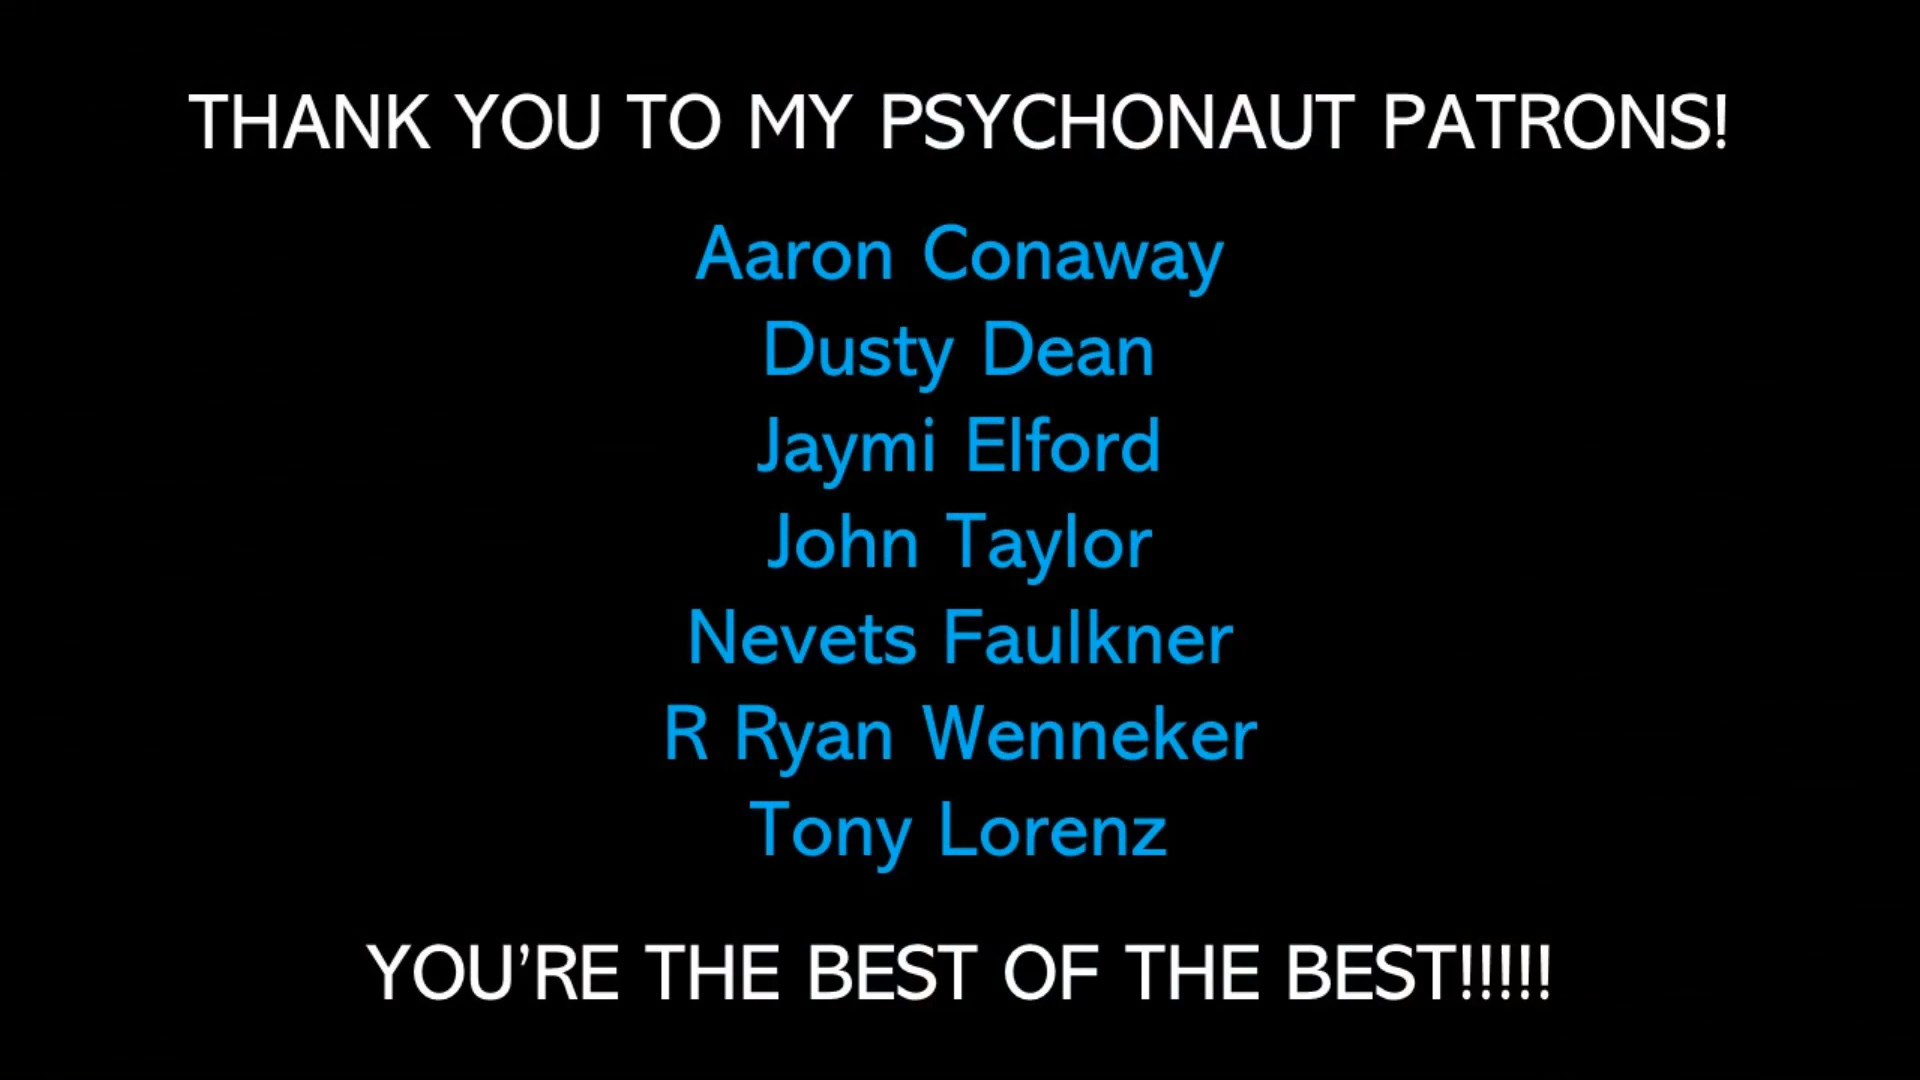 THANK YOU TO MY PSYCHONAUT PATRONS!
Aaron Conaway
Dusty Dean
Jaymi Elford
John Taylor
Nevets Faulkner
R Ryan Wenneker
Tony Lorenz
YOU’RE THE BEST OF THE BEST!!!!!